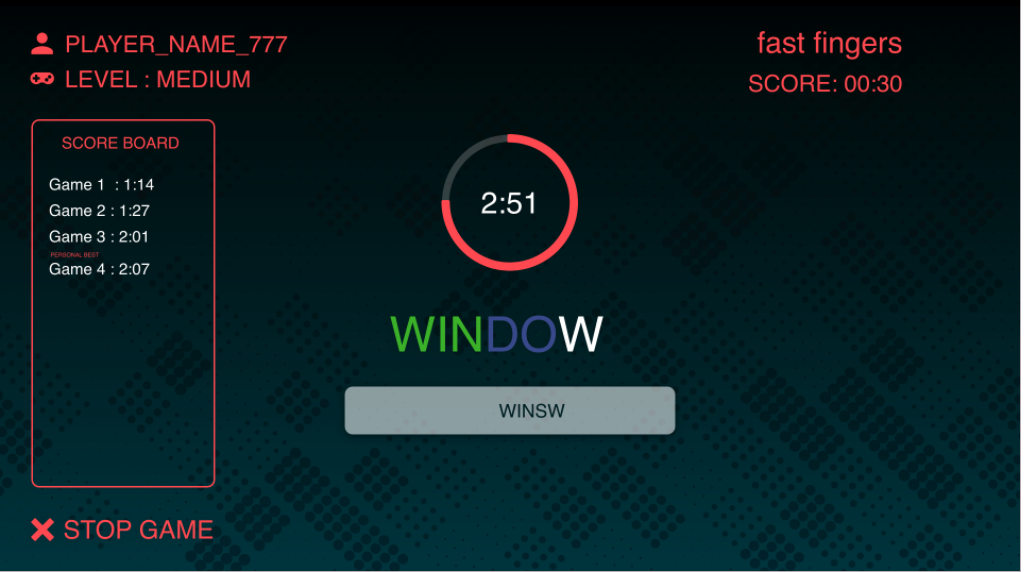 PLAYER_NAME_777
LEVEL : MEDIUM
fast fingers
SCORE: 00:30
SCORE BOARD
Game 1 : 1:14
Game 2 : 1:27
Game 3 : 2:01
PERSONAL BEST
Game 4 : 2:07
2:51
WINDOW
WINSW
STOP GAME